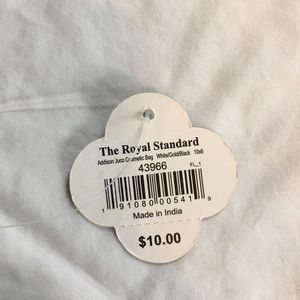 The Royal Standard
Addison Juco Cosmetic Bag White/Gold/Black 10x6
43966 FL_1
1 91080 00541 9
Made in India
$10.00